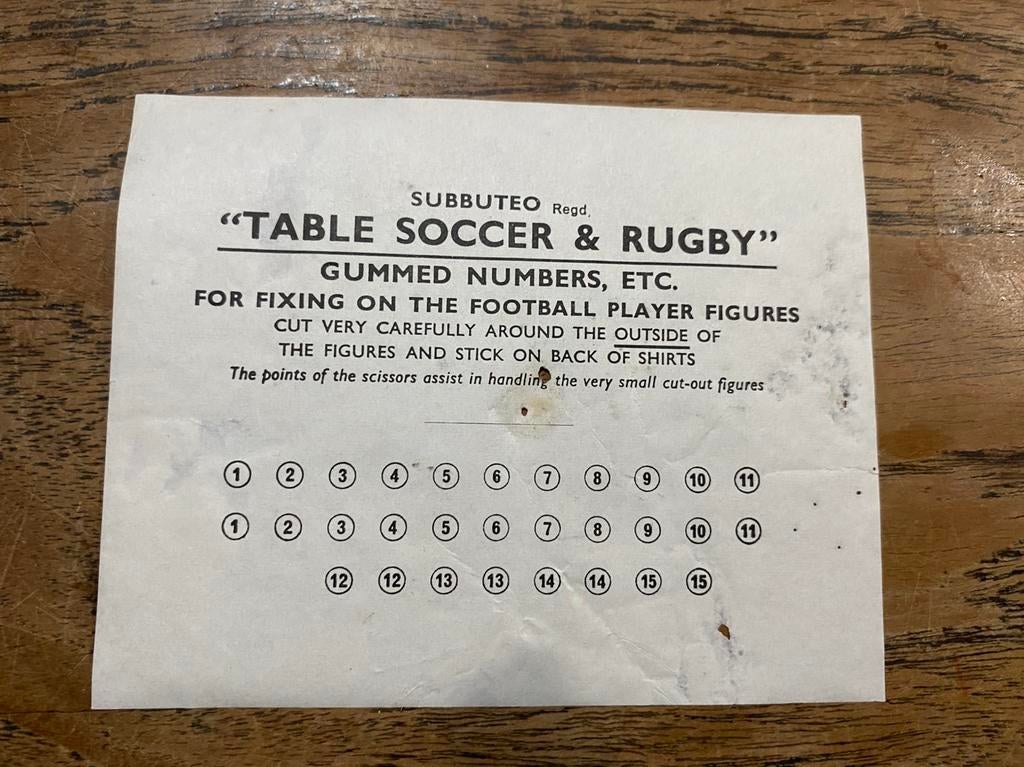 SUBBUTEO Regd.
“TABLE SOCCER & RUGBY”
GUMMED NUMBERS, ETC.
FOR FIXING ON THE FOOTBALL PLAYER FIGURES
CUT VERY CAREFULLY AROUND THE OUTSIDE OF
THE FIGURES AND STICK ON BACK OF SHIRTS
The points of the scissors assist in handling the very small cut-out figures
1 2 3 4 5 6 7 8 9 10 11
1 2 3 4 5 6 7 8 9 10 11
12 12 13 13 14 14 15 15